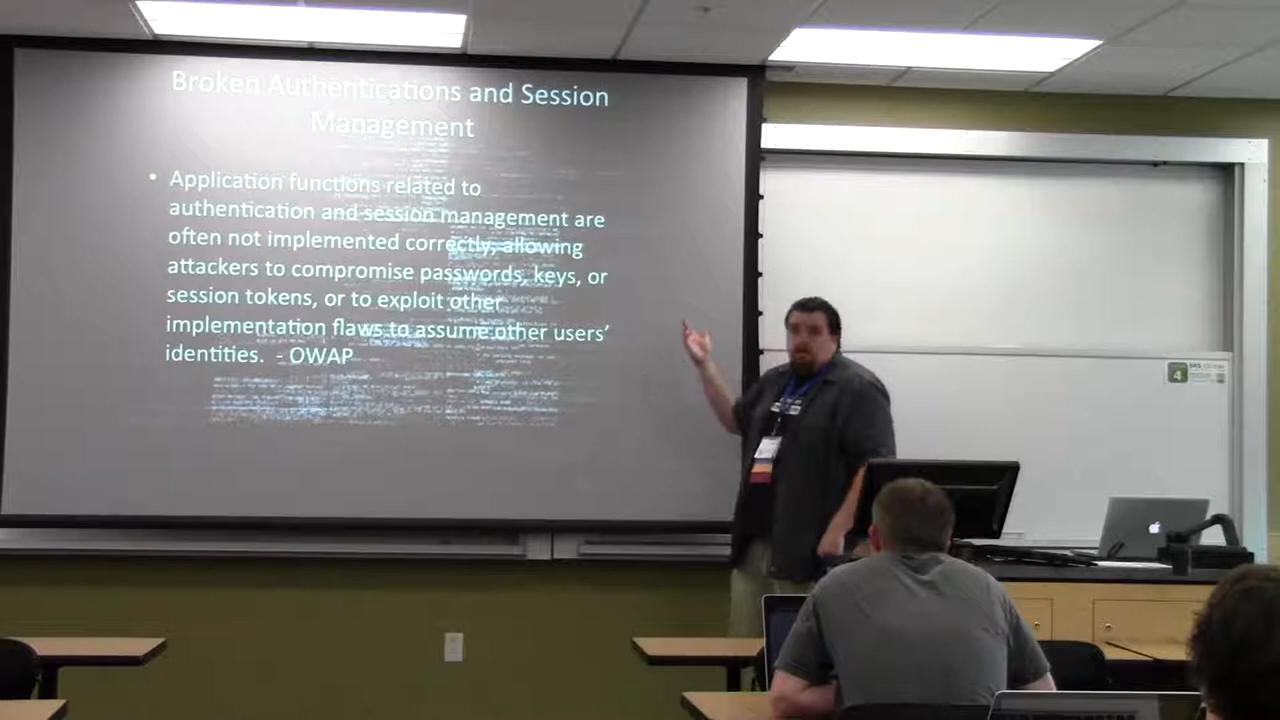 Broken Authentications and Session
Management
• Application functions related to
authentication and session management are
often not implemented correctly, allowing
attackers to compromise passwords, keys, or
session tokens, or to exploit other
implementation flaws to assume other users’
identities. - OWAP
4